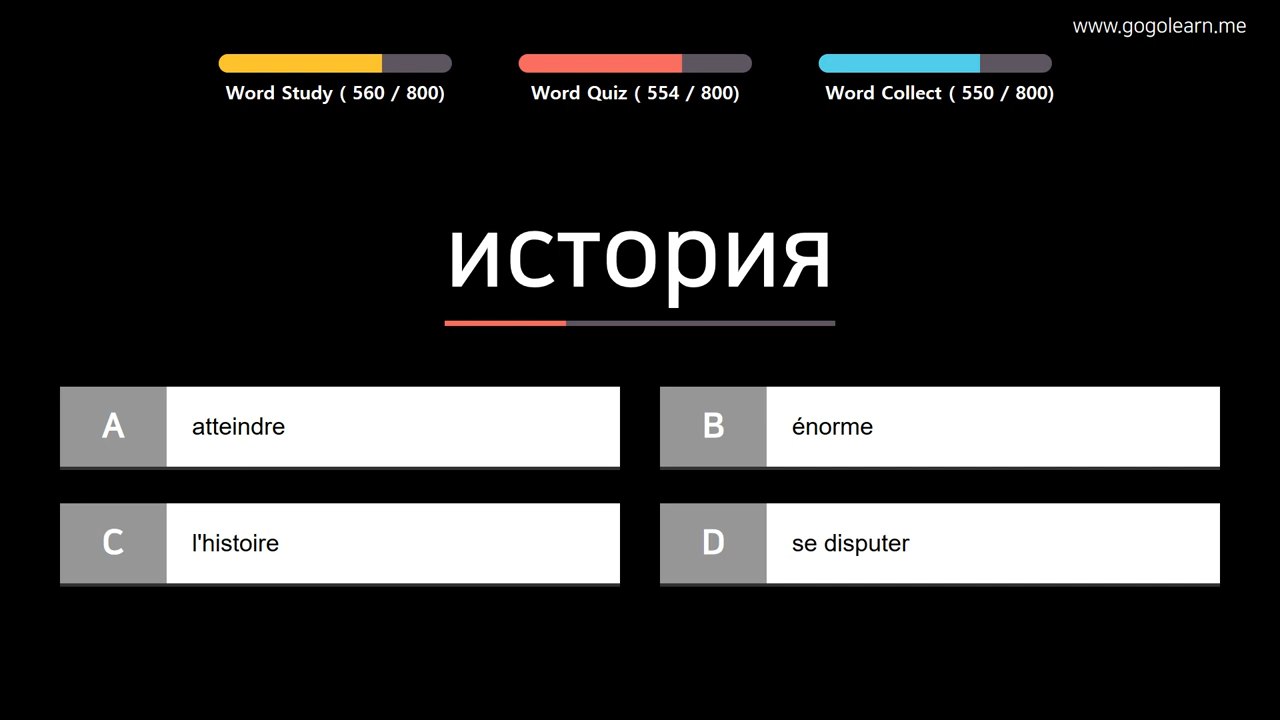 www.gogolearn.me
Word Study ( 560 / 800)
Word Quiz ( 554 / 800)
Word Collect ( 550 / 800)
история
A atteindre
B énorme
C l'histoire
D se disputer